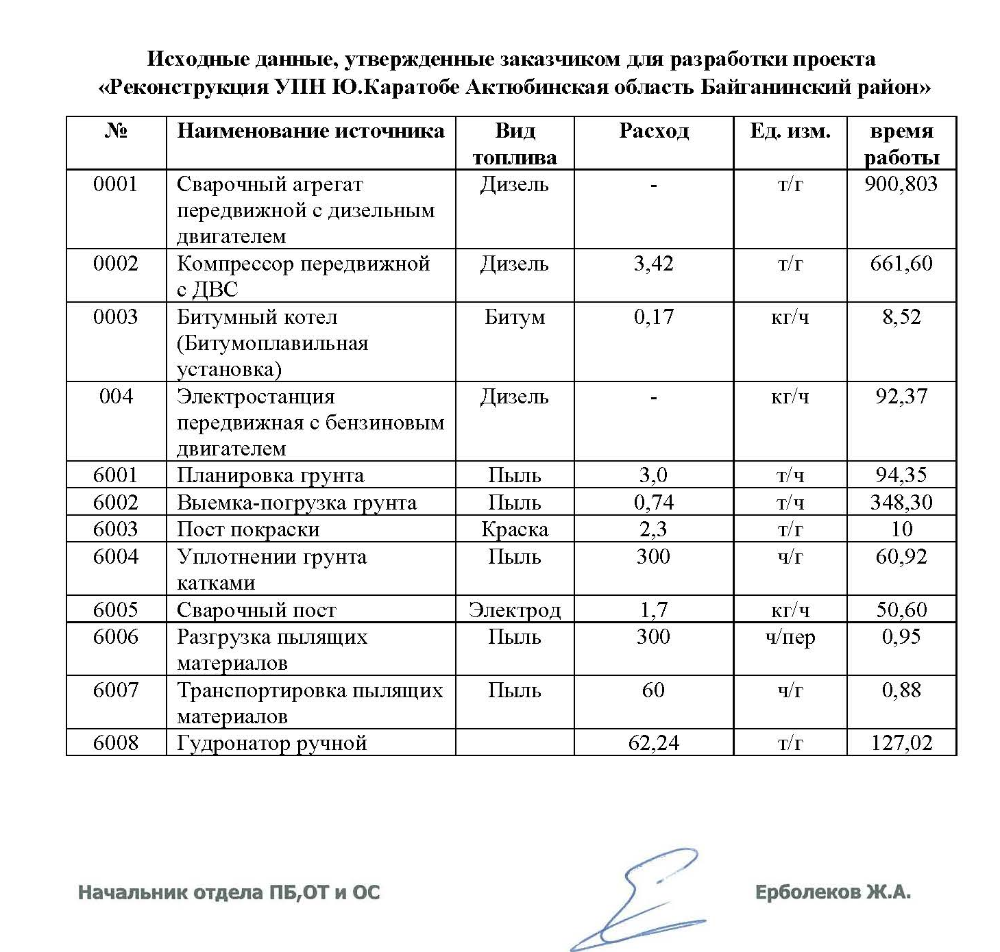 Исходные данные, утвержденные заказчиком для разработки проекта
«Реконструкция УПН Ю.Каратобе Актюбинская область Байганинский район»
№ Наименование источника Вид топлива Расход Ед. изм. время работы
0001 Сварочный агрегат передвижной с дизельным двигателем Дизель - т/г 900,803
0002 Компрессор передвижной с ДВС Дизель 3,42 т/г 661,60
0003 Битумный котел (Битумоплавильная установка) Битум 0,17 кг/ч 8,52
004 Электростанция передвижная с бензиновым двигателем Дизель - кг/ч 92,37
6001 Планировка грунта Пыль 3,0 т/ч 94,35
6002 Выемка-погрузка грунта Пыль 0,74 т/ч 348,30
6003 Пост покраски Краска 2,3 т/г 10
6004 Уплотнении грунта катками Пыль 300 ч/г 60,92
6005 Сварочный пост Электрод 1,7 кг/ч 50,60
6006 Разгрузка пылящих материалов Пыль 300 ч/пер 0,95
6007 Транспортировка пылящих материалов Пыль 60 ч/г 0,88
6008 Гудронатор ручной 62,24 т/г 127,02
Начальник отдела ПБ,ОТ и ОС Ерболеков Ж.А.